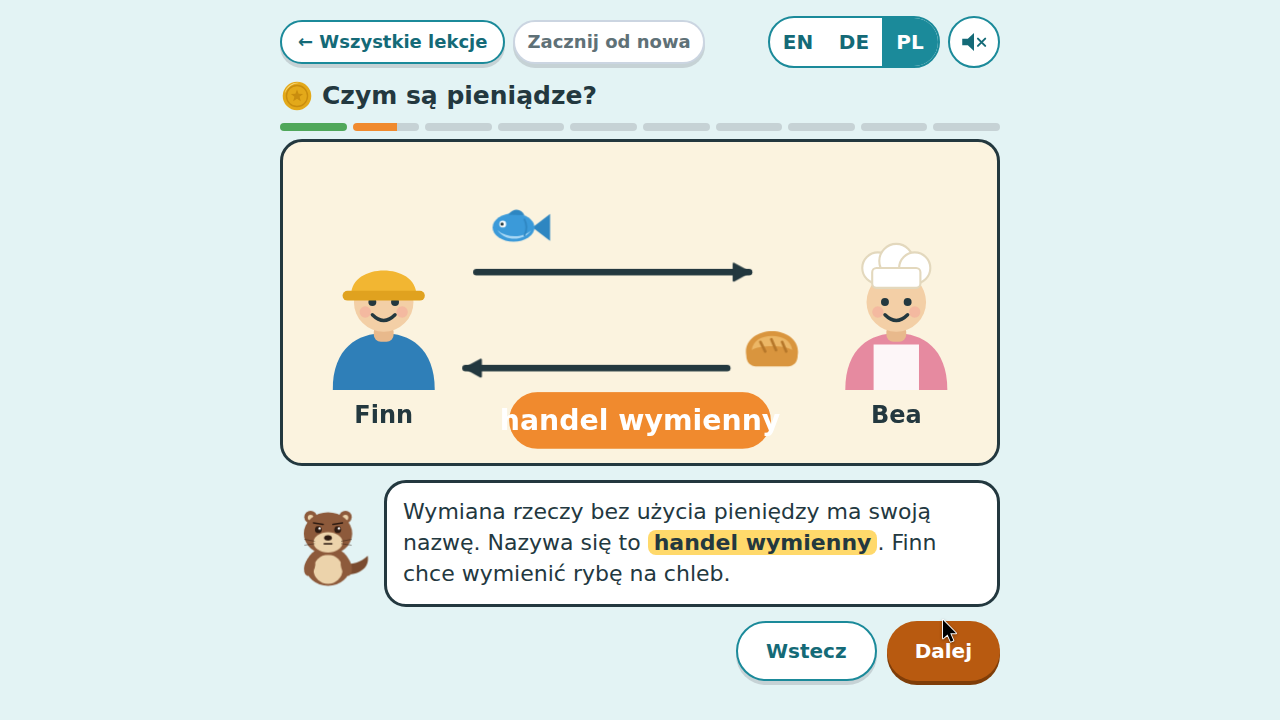 ← Wszystkie lekcje
Zacznij od nowa
EN DE PL
Czym są pieniądze?
Finn
handel wymienny
Bea
Wymiana rzeczy bez użycia pieniędzy ma swoją
nazwę. Nazywa się to handel wymienny. Finn
chce wymienić rybę na chleb.
Wstecz
Dalej